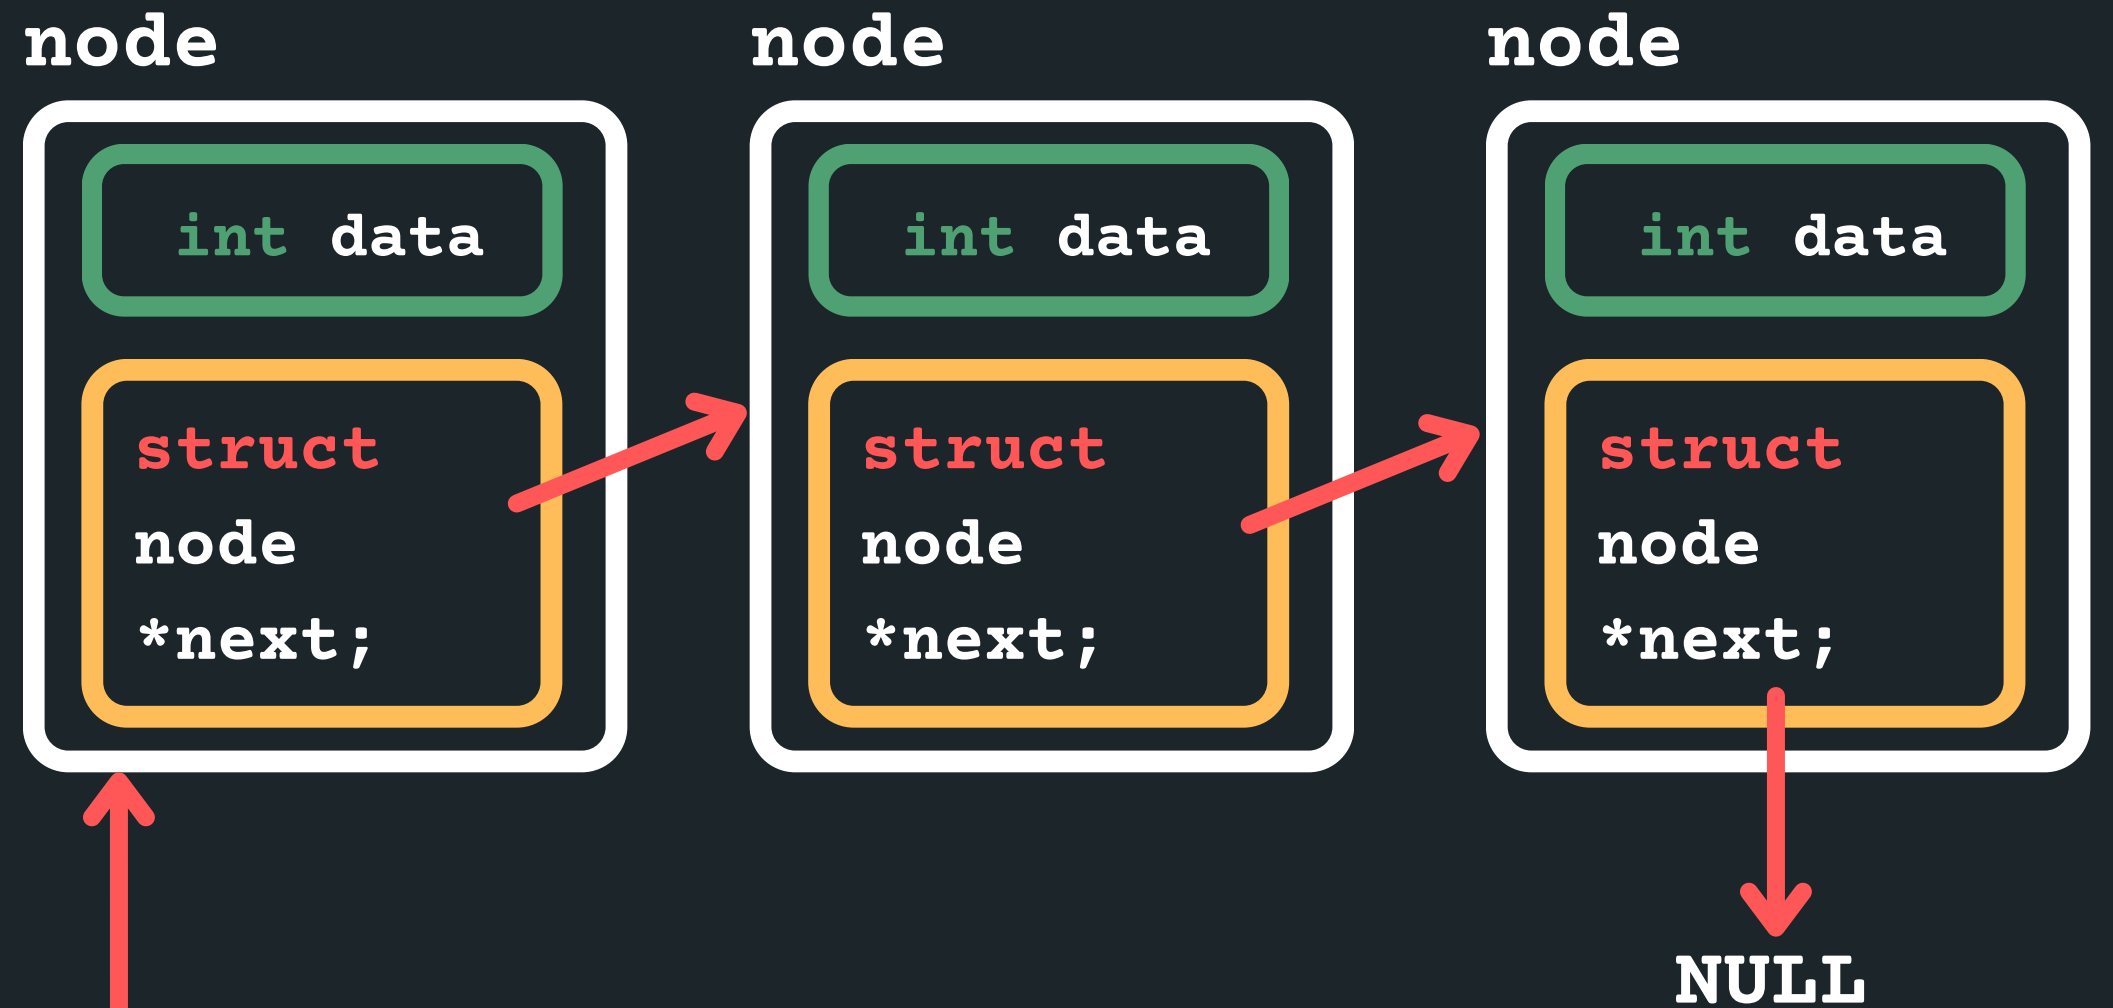 node
int data
struct
node
*next;
node
int data
struct
node
*next;
node
int data
struct
node
*next;
NULL